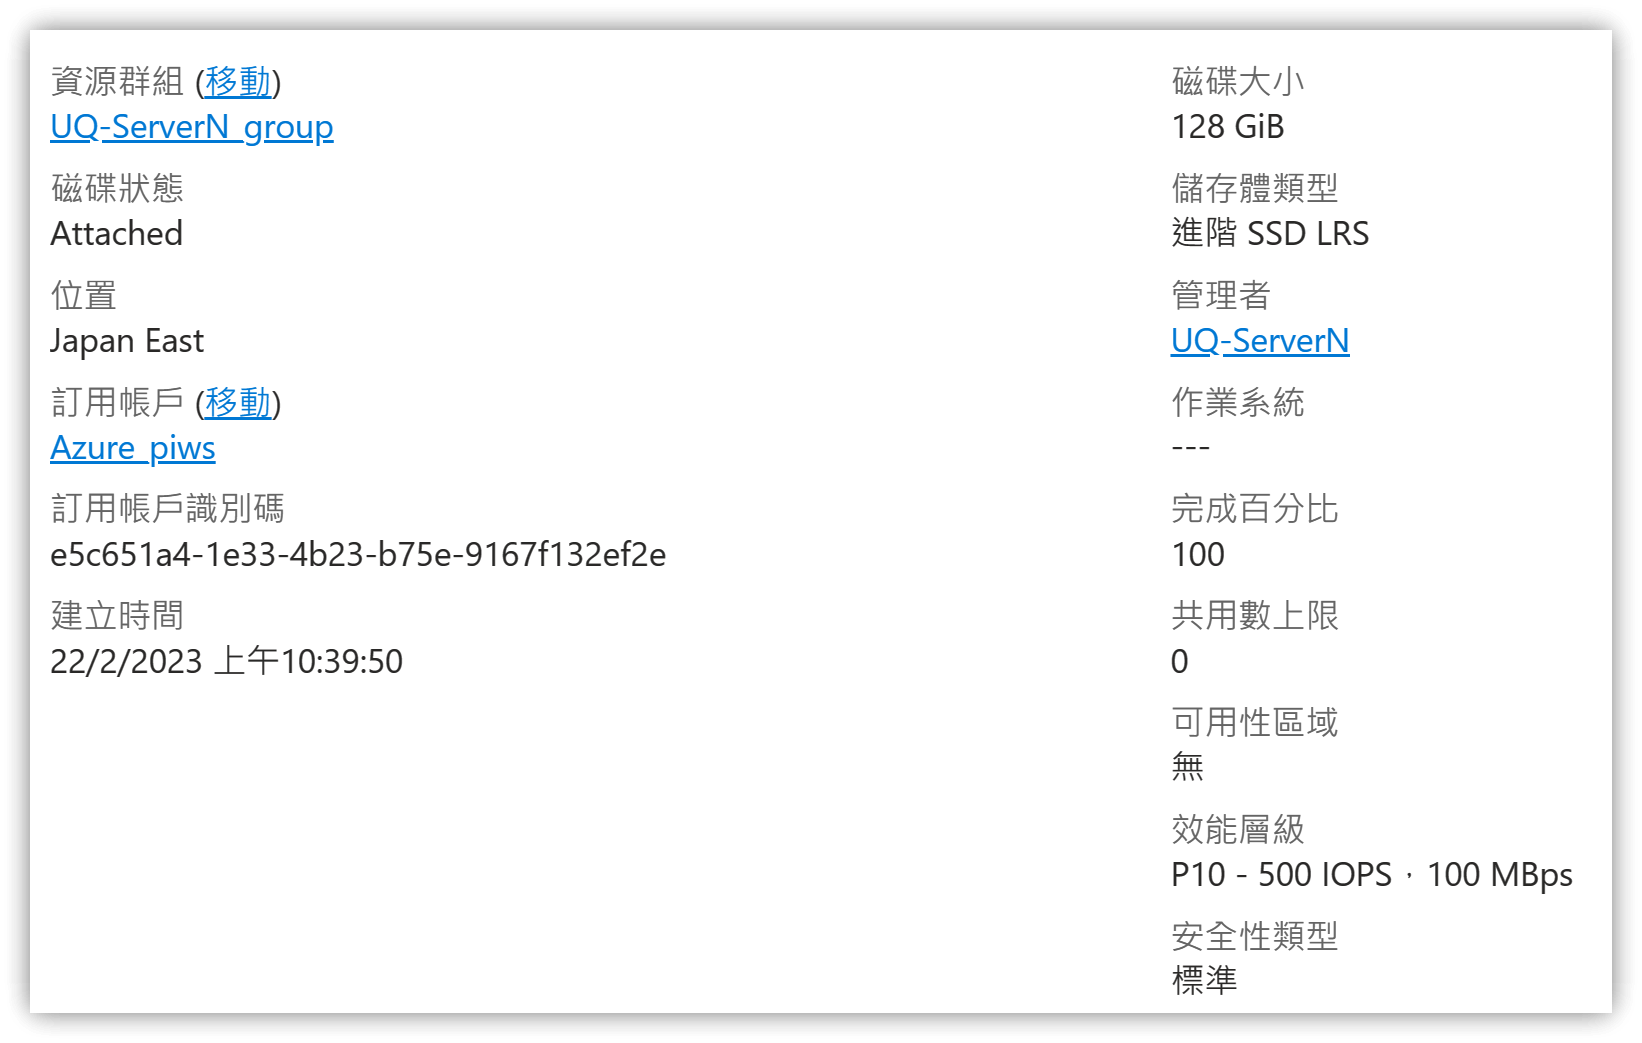 資源群組 (移動)
UQ-ServerN_group
磁碟狀態
Attached
位置
Japan East
訂用帳戶 (移動)
Azure_piws
訂用帳戶識別碼
e5c651a4-1e33-4b23-b75e-9167f132ef2e
建立時間
22/2/2023 上午10:39:50
磁碟大小
128 GiB
儲存體類型
進階 SSD LRS
管理者
UQ-ServerN
作業系統
---
完成百分比
100
共用數上限
0
可用性區域
無
效能層級
P10 - 500 IOPS，100 MBps
安全性類型
標準